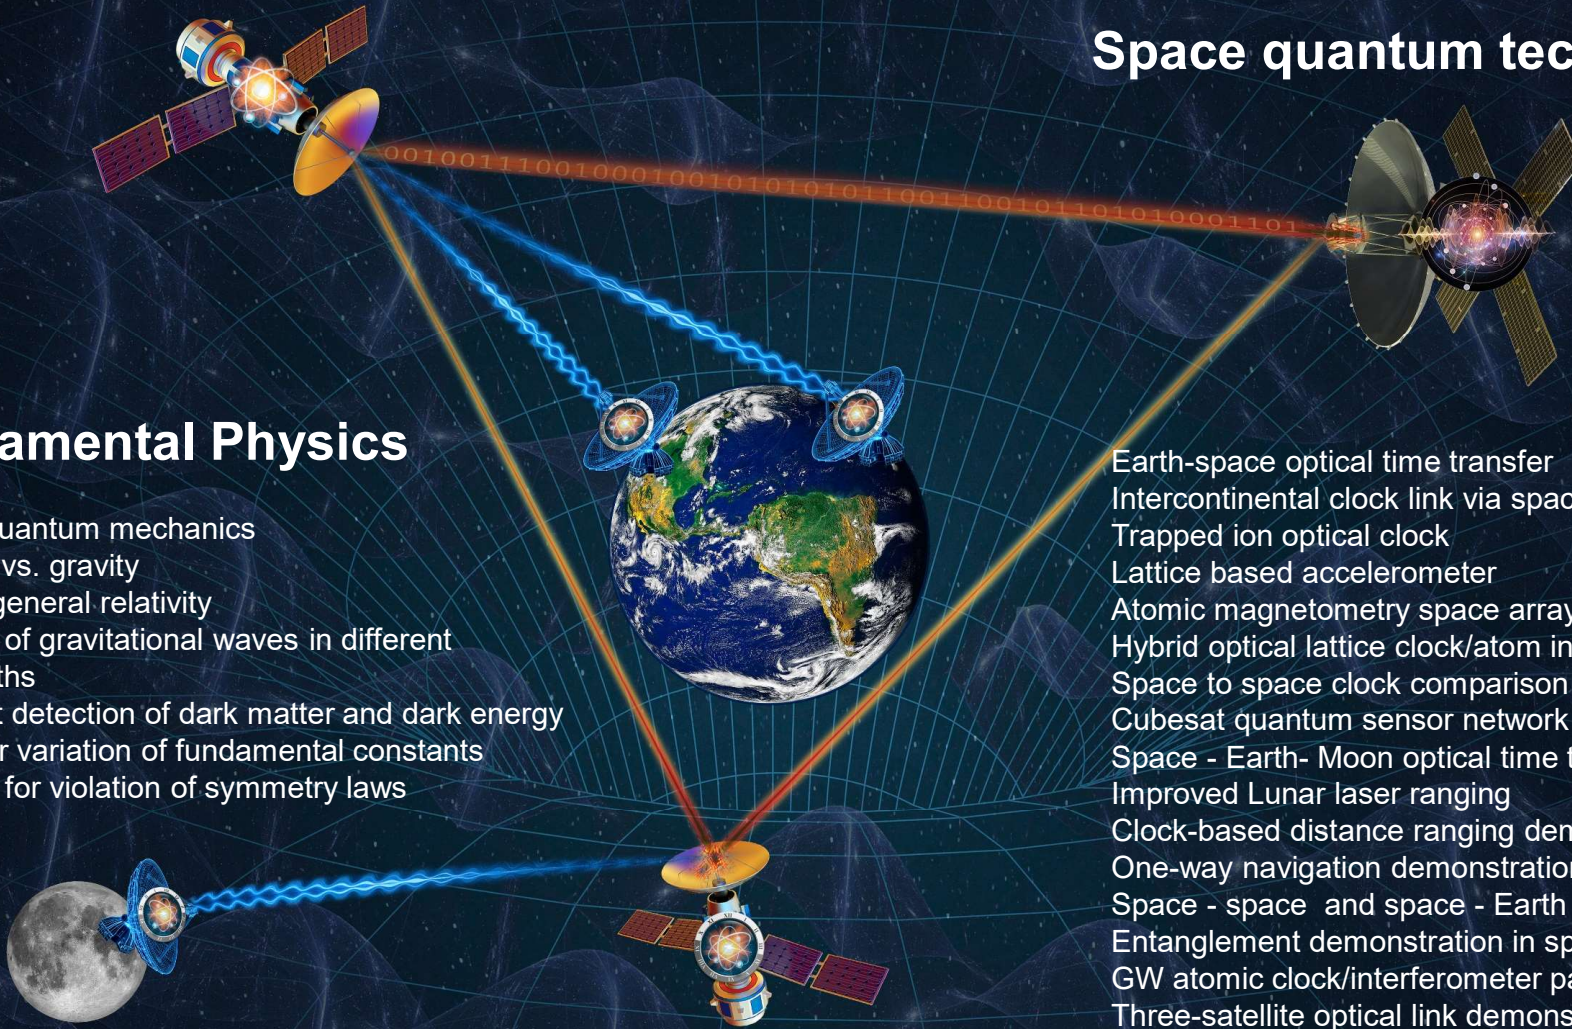 Space quantum tec
amental Physics
uantum mechanics
vs. gravity
general relativity
of gravitational waves in different
ths
t detection of dark matter and dark energy
r variation of fundamental constants
for violation of symmetry laws
Earth-space optical time transfer
Intercontinental clock link via spac
Trapped ion optical clock
Lattice based accelerometer
Atomic magnetometry space array
Hybrid optical lattice clock/atom in
Space to space clock comparison
Cubesat quantum sensor network
Space - Earth- Moon optical time t
Improved Lunar laser ranging
Clock-based distance ranging dem
One-way navigation demonstration
Space - space and space - Earth
Entanglement demonstration in sp
GW atomic clock/interferometer pa
Three-satellite optical link demons